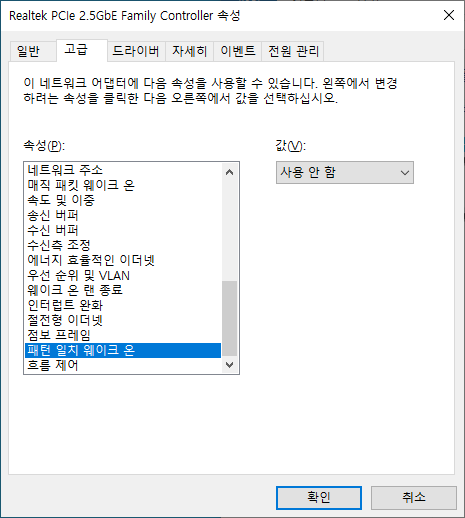 Realtek PCIe 2.5GbE Family Controller 속성
일반 고급 드라이버 자세히 이벤트 전원 관리
이 네트워크 어댑터에 다음 속성을 사용할 수 있습니다. 왼쪽에서 변경
하려는 속성을 클릭한 다음 오른쪽에서 값을 선택하십시오.
속성(P): 값(V):
네트워크 주소 사용 안 함
매직 패킷 웨이크 온
속도 및 이중
송신 버퍼
수신 버퍼
수신측 조정
에너지 효율적인 이더넷
우선 순위 및 VLAN
웨이크 온 랜 종료
인터럽트 완화
절전형 이더넷
점보 프레임
패턴 일치 웨이크 온
흐름 제어
확인 취소